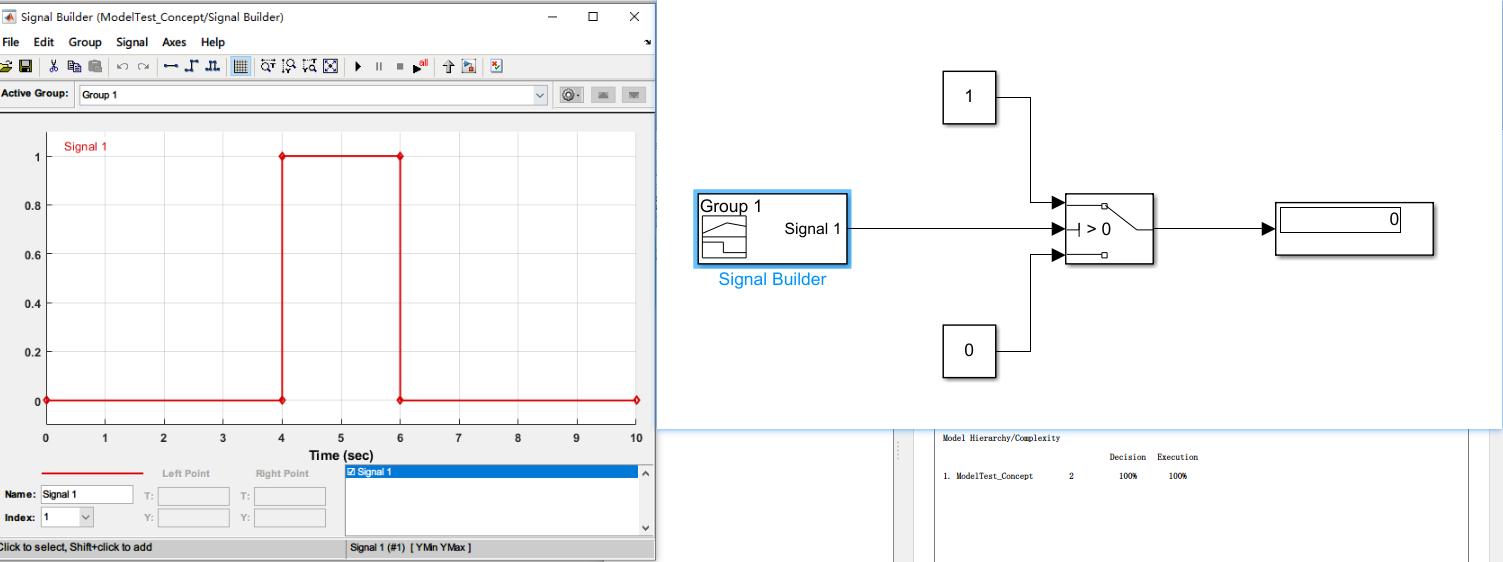 Signal Builder (ModelTest_Concept/Signal Builder)
File Edit Group Signal Axes Help
all
Active Group: Group 1
Signal 1
1
0.8
0.6
0.4
0.2
0
0 1 2 3 4 5 6 7 8 9 10
Time (sec)
Left Point Right Point
Name: Signal 1 T: T:
Index: 1 Y: Y:
Signal 1
Click to select, Shift+click to add
Signal 1 (#1) [ YMin YMax ]
1
Group 1
Signal 1
Signal Builder
> 0
0
0
Model Hierarchy/Complexity
Decision Execution
1. ModelTest_Concept 2 100% 100%